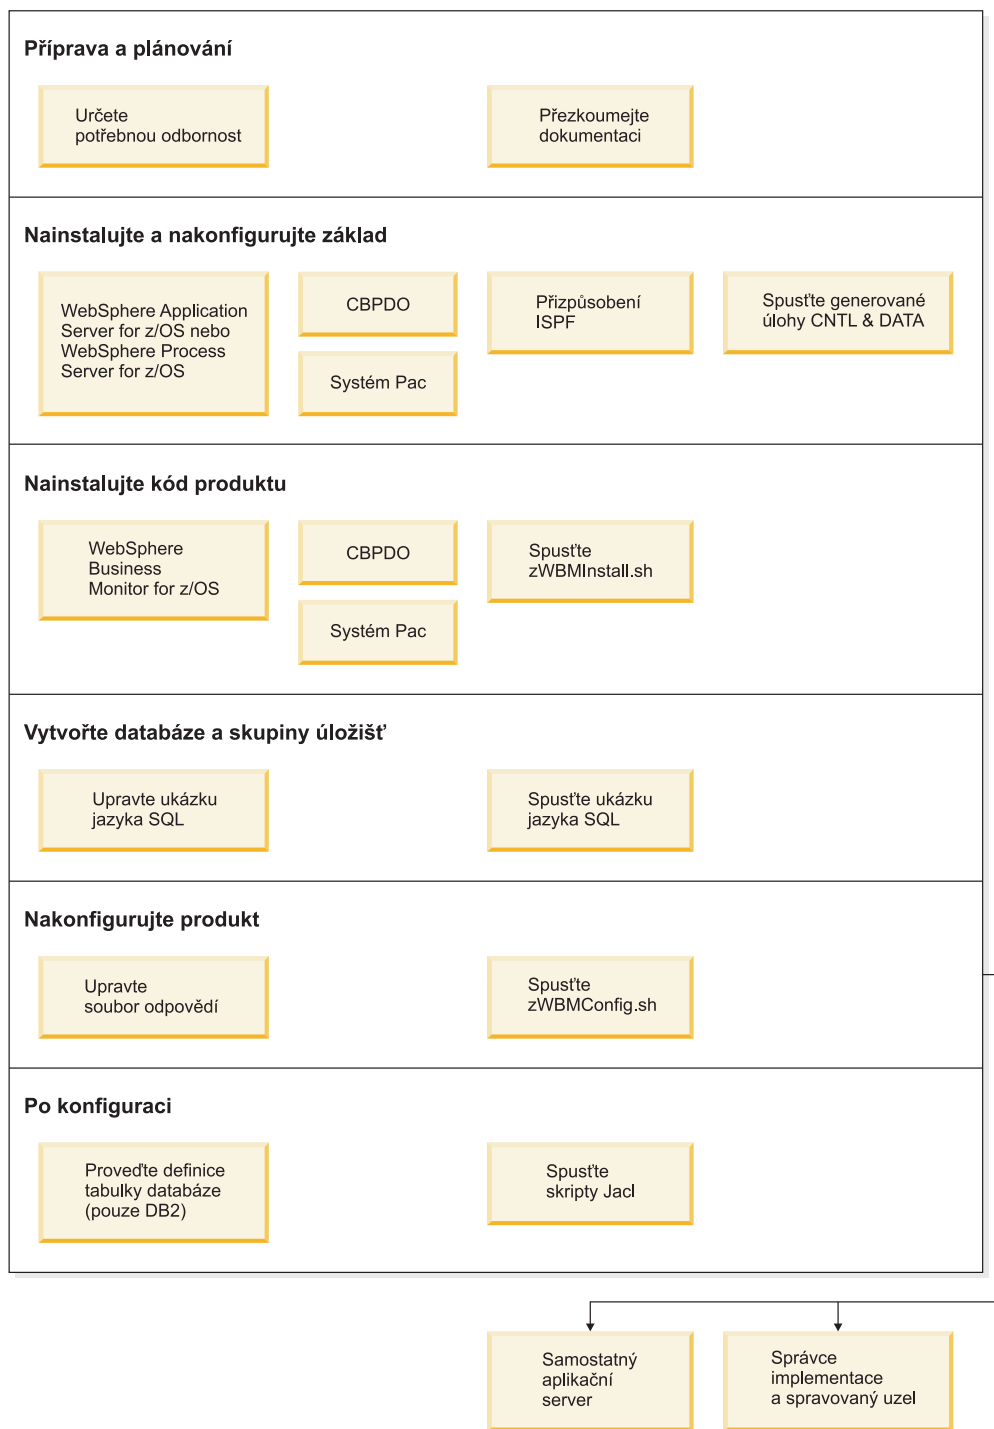 Příprava a plánování
Určete
potřebnou odbornost
Přezkoumejte
dokumentaci
Nainstalujte a nakonfigurujte základ
WebSphere Application
Server for z/OS nebo
WebSphere Process
Server for z/OS
CBPDO
Systém Pac
Přizpůsobení
ISPF
Spusťte generované
úlohy CNTL & DATA
Nainstalujte kód produktu
WebSphere
Business
Monitor for z/OS
CBPDO
Systém Pac
Spusťte
zWBMInstall.sh
Vytvořte databáze a skupiny úložišť
Upravte ukázku
jazyka SQL
Spusťte ukázku
jazyka SQL
Nakonfigurujte produkt
Upravte
soubor odpovědí
Spusťte
zWBMConfig.sh
Po konfiguraci
Proveďte definice
tabulky databáze
(pouze DB2)
Spusťte
skripty Jacl
Samostatný
aplikační
server
Správce
implementace
a spravovaný uzel